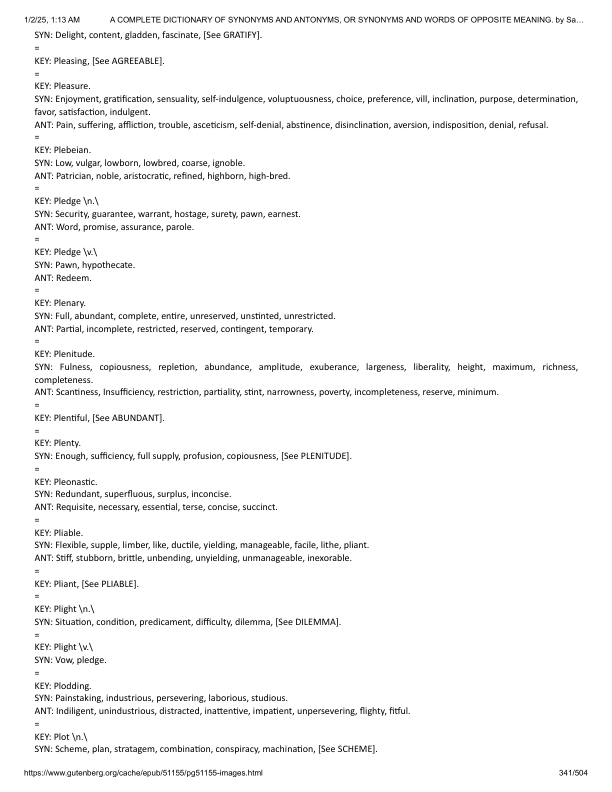 1/2/25, 1:13 AM A COMPLETE DICTIONARY OF SYNONYMS AND ANTONYMS, OR SYNONYMS AND WORDS OF OPPOSITE MEANING. by Sa…
SYN: Delight, content, gladden, fascinate, [See GRATIFY].
=
KEY: Pleasing, [See AGREEABLE].
=
KEY: Pleasure.
SYN: Enjoyment, gratification, sensuality, self-indulgence, voluptuousness, choice, preference, vill, inclination, purpose, determination,
favor, satisfaction, indulgent.
ANT: Pain, suffering, affliction, trouble, asceticism, self-denial, abstinence, disinclination, aversion, indisposition, denial, refusal.
=
KEY: Plebeian.
SYN: Low, vulgar, lowborn, lowbred, coarse, ignoble.
ANT: Patrician, noble, aristocratic, refined, highborn, high-bred.
=
KEY: Pledge \n.\
SYN: Security, guarantee, warrant, hostage, surety, pawn, earnest.
ANT: Word, promise, assurance, parole.
=
KEY: Pledge \v.\
SYN: Pawn, hypothecate.
ANT: Redeem.
=
KEY: Plenary.
SYN: Full, abundant, complete, entire, unreserved, unstinted, unrestricted.
ANT: Partial, incomplete, restricted, reserved, contingent, temporary.
=
KEY: Plenitude.
SYN: Fulness, copiousness, repletion, abundance, amplitude, exuberance, largeness, liberality, height, maximum, richness,
completeness.
ANT: Scantiness, Insufficiency, restriction, partiality, stint, narrowness, poverty, incompleteness, reserve, minimum.
=
KEY: Plentiful, [See ABUNDANT].
=
KEY: Plenty.
SYN: Enough, sufficiency, full supply, profusion, copiousness, [See PLENITUDE].
=
KEY: Pleonastic.
SYN: Redundant, superfluous, surplus, inconcise.
ANT: Requisite, necessary, essential, terse, concise, succinct.
=
KEY: Pliable.
SYN: Flexible, supple, limber, like, ductile, yielding, manageable, facile, lithe, pliant.
ANT: Stiff, stubborn, brittle, unbending, unyielding, unmanageable, inexorable.
=
KEY: Pliant, [See PLIABLE].
=
KEY: Plight \n.\
SYN: Situation, condition, predicament, difficulty, dilemma, [See DILEMMA].
=
KEY: Plight \v.\
SYN: Vow, pledge.
=
KEY: Plodding.
SYN: Painstaking, industrious, persevering, laborious, studious.
ANT: Indiligent, unindustrious, distracted, inattentive, impatient, unpersevering, flighty, fitful.
=
KEY: Plot \n.\
SYN: Scheme, plan, stratagem, combination, conspiracy, machination, [See SCHEME].
https://www.gutenberg.org/cache/epub/51155/pg51155-images.html 341/504